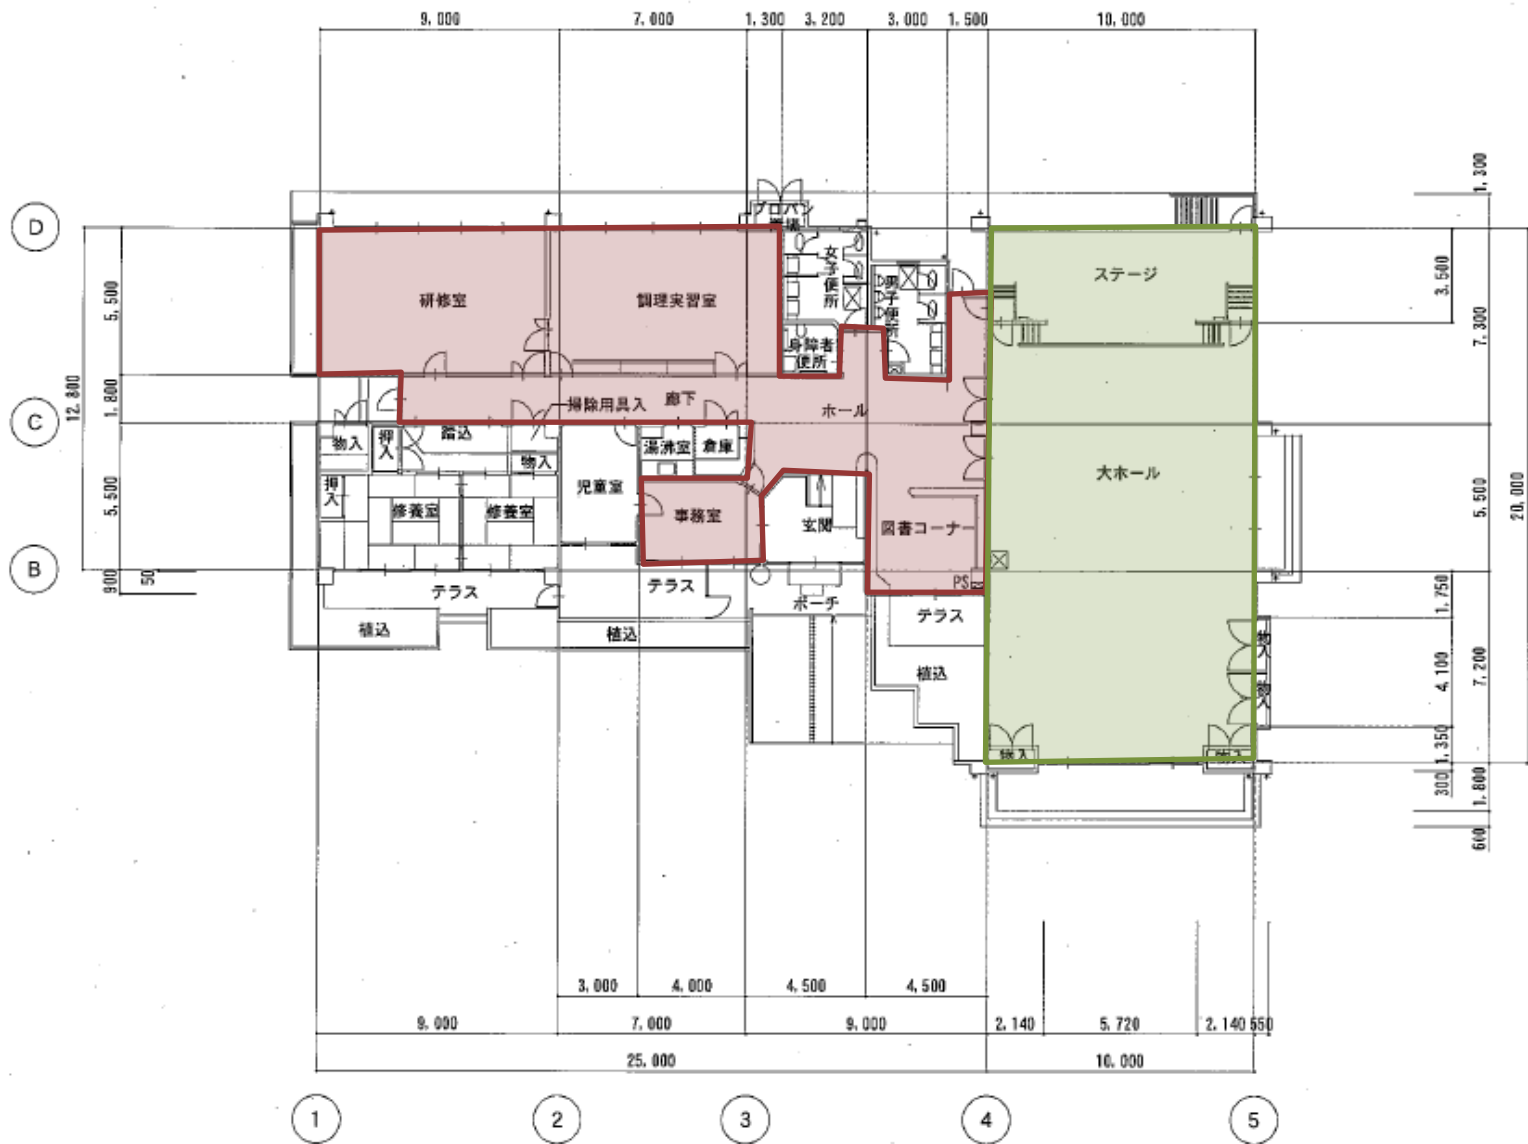 9,000 7,000 1,300 3,200 3,000 1,500 10,000
1,300
D
プロパン
置場
女子便所
男子便所
ステージ
3,500
5,500
研修室
調理実習室
7,300
身障者
便所
12,800
1,800
掃除用具入
廊下
ホール
C
物入
押入
踏込
湯沸室
倉庫
物入
大ホール
押入
児童室
5,500
修養室
修養室
事務室
玄関
図書コーナー
5,500
20,000
B
PS
900
50
テラス
テラス
ポーチ
テラス
1,750
植込
植込
物入
植込
4,100
7,200
物入
物入
物入
1,350
300
1,800
600
3,000 4,000 4,500 4,500
9,000 7,000 9,000 2,140 5,720 2,140 550
25,000 10,000
1 2 3 4 5